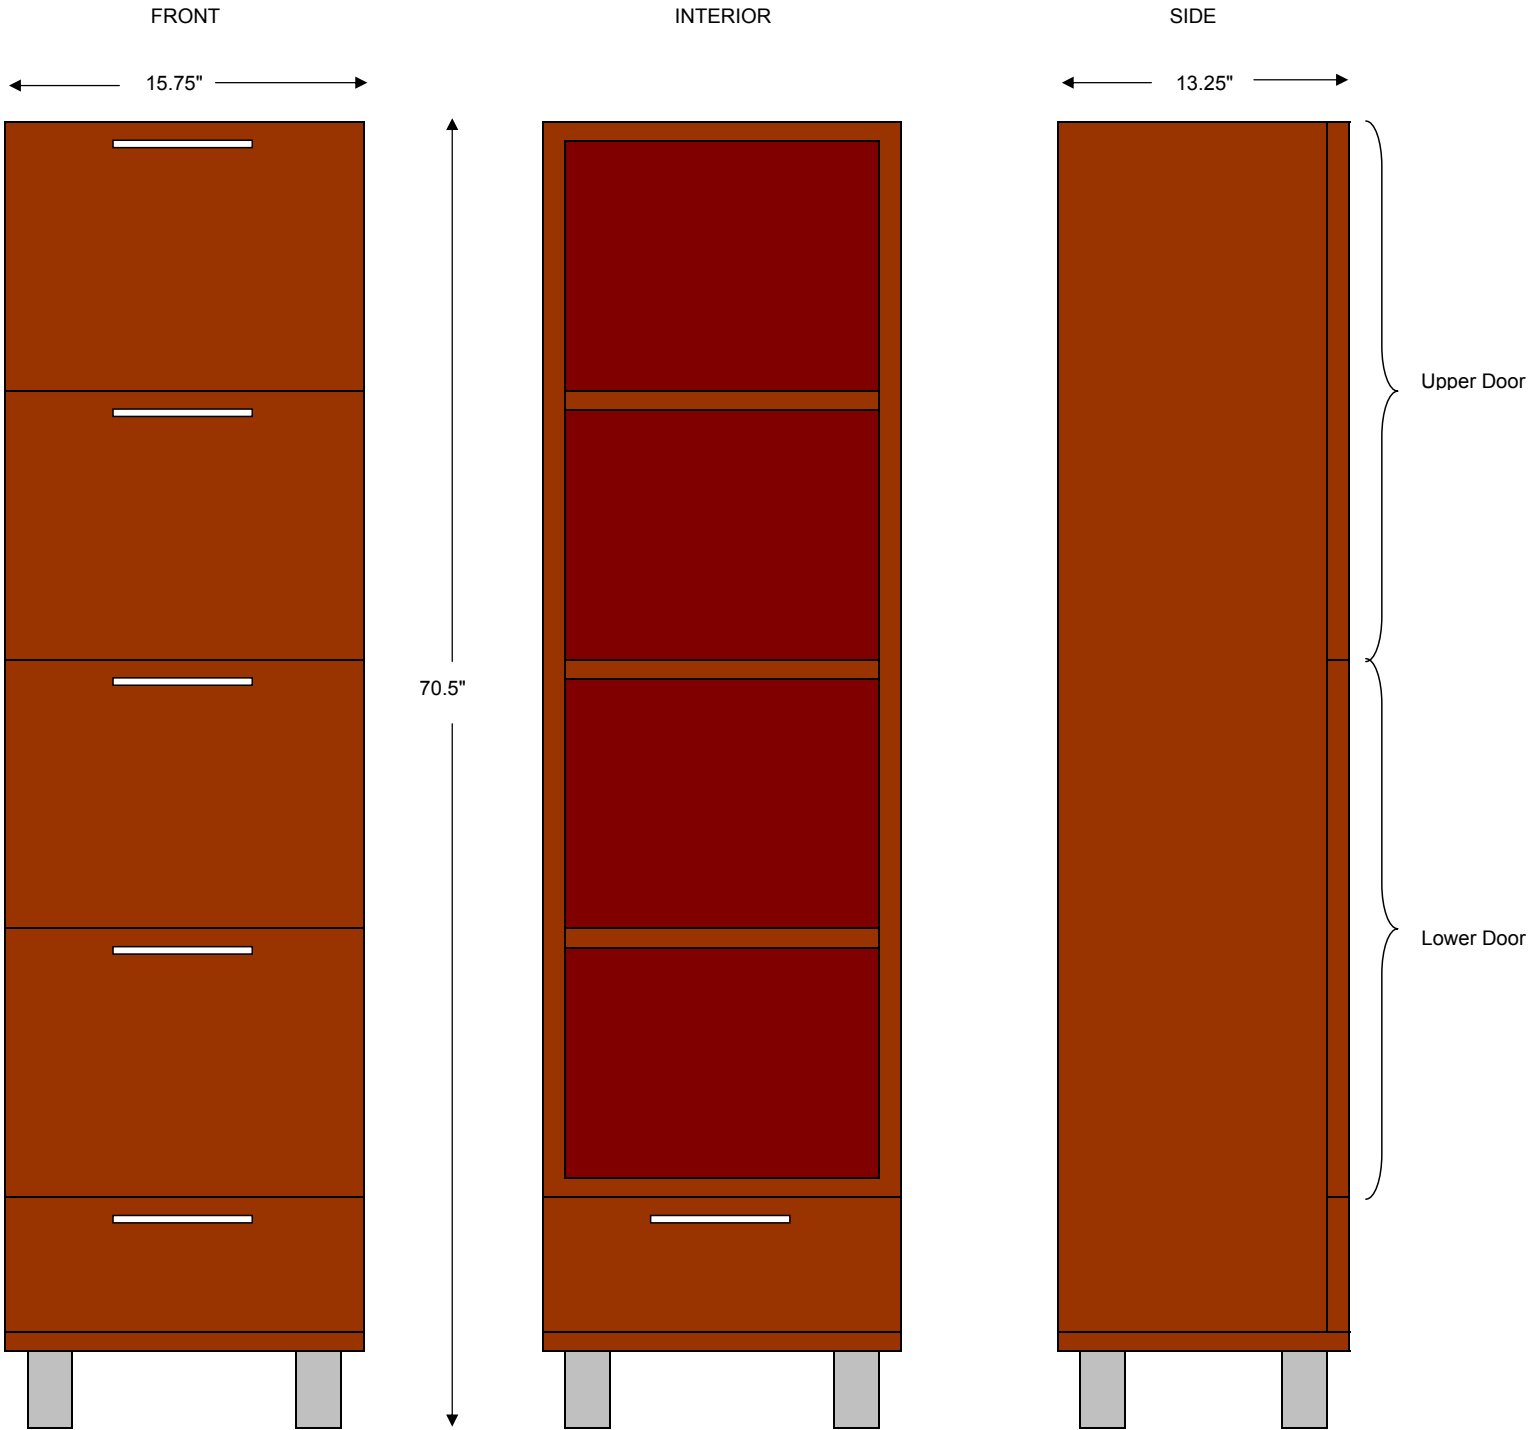 FRONT
INTERIOR
SIDE
15.75"
13.25"
Upper Door
70.5"
Lower Door